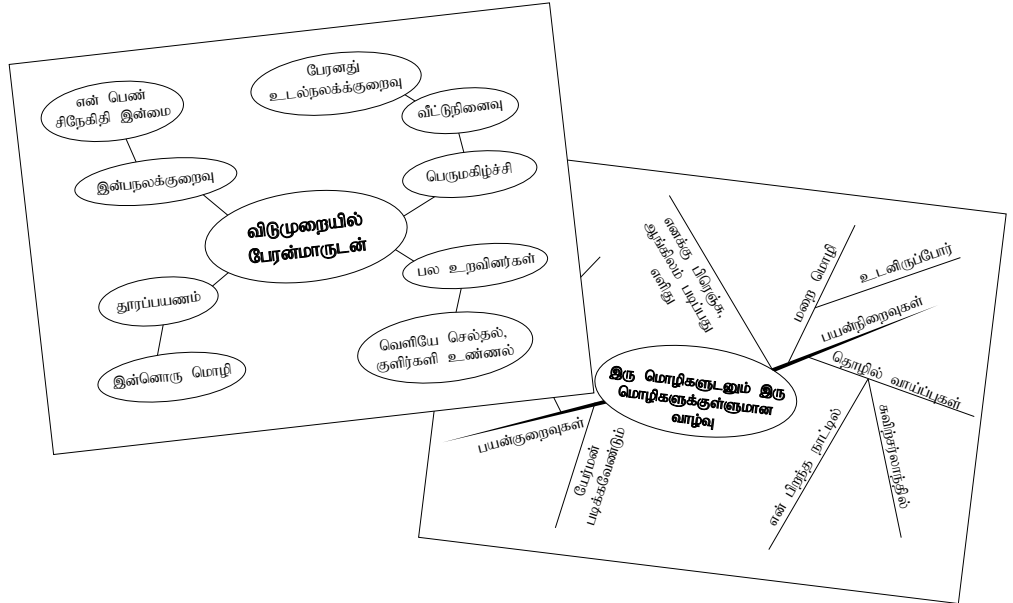 பேரனது
உடல்நலக்க்குறைவு
என் பெண்
சிநேகிதி இன்மை
வீட்டுநினைவு
இன்பநலக்குறைவு
பெருமகிழ்ச்சி
விடுமுறையில்
பேரன்மாருடன்
பல உறவினர்கள்
தூரப்பயணம்
வெளியே செல்தல்,
குளிர்களி உண்ணல்
இன்னொரு மொழி
எனக்கு பிரெஞ்சு,
ஆங்கிலம் படிப்பது
எளிது
மறை மொழி
உடனிருப்போர்
பயன்நிறைவுகள்
தொழில் வாய்ப்புகள்
இரு மொழிகளுடனும் இரு
மொழிகளுக்குள்ளுமான
வாழ்வு
பயன்குறைவுகள்
யேர்மன்
படிக்கவேண்டும்
என் பிறந்த நாட்டில்
சுவிற்சர்லாந்தில்